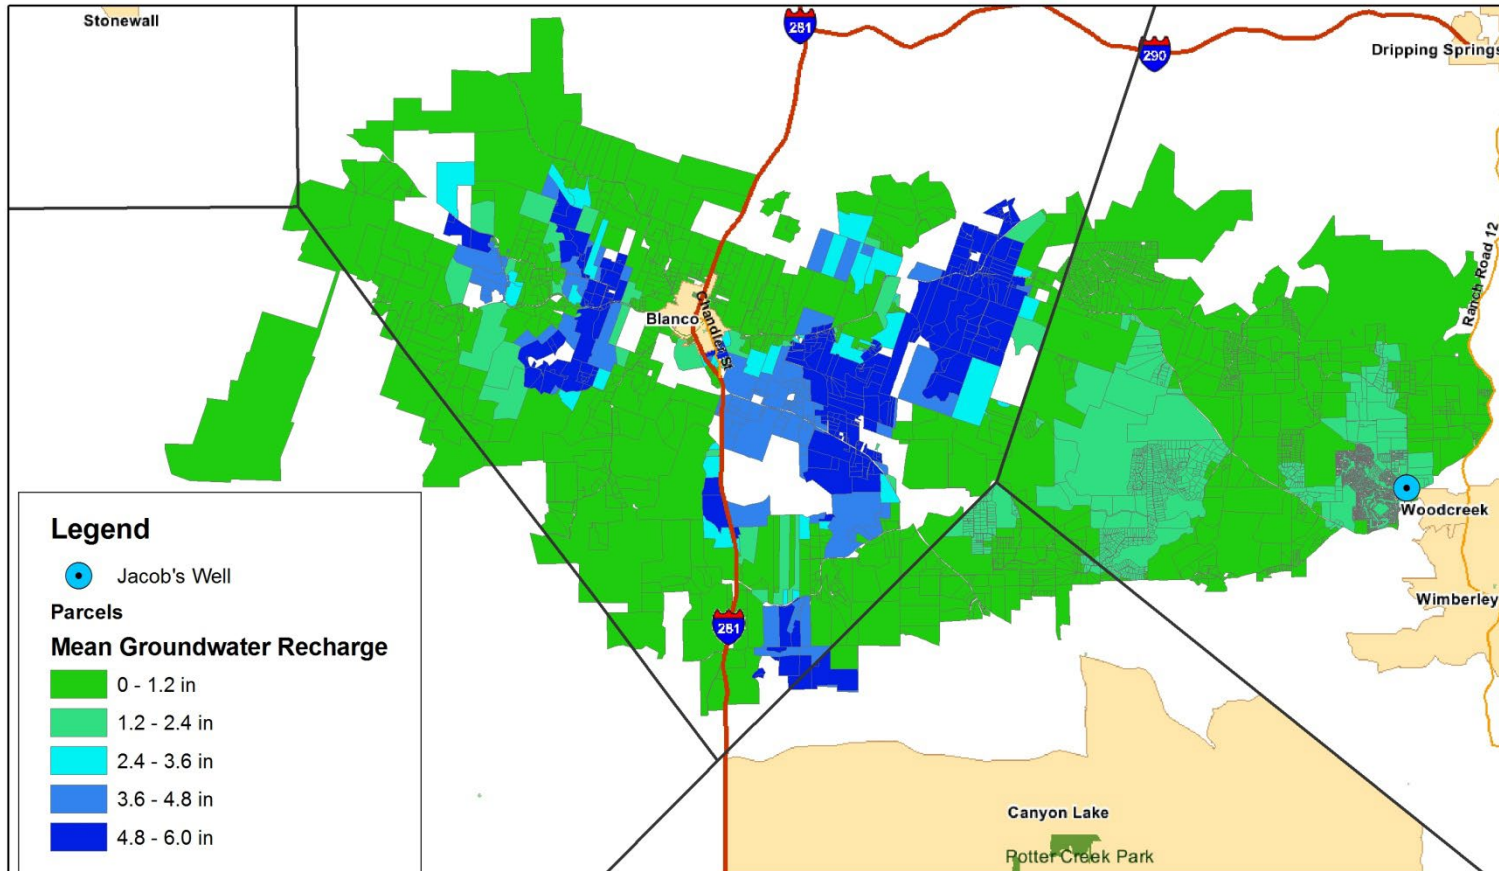 Stonewall
281
290
Dripping Springs
Ranch Road 12
Blanco
Chandler St
Woodcreek
Wimberley
281
Canyon Lake
Potter Creek Park
Legend
Jacob's Well
Parcels
Mean Groundwater Recharge
0 - 1.2 in
1.2 - 2.4 in
2.4 - 3.6 in
3.6 - 4.8 in
4.8 - 6.0 in